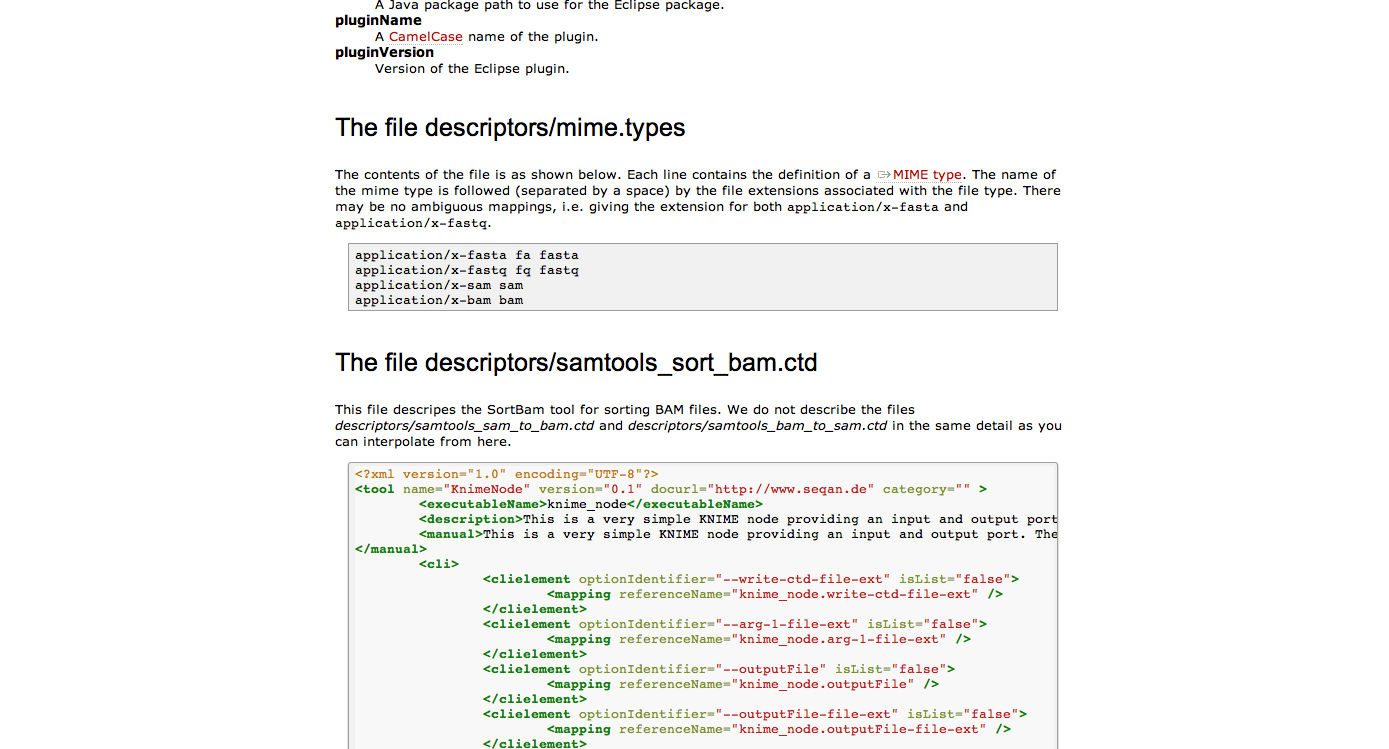 A Java package path to use for the Eclipse package.
pluginName
A CamelCase name of the plugin.
pluginVersion
Version of the Eclipse plugin.
The file descriptors/mime.types
The contents of the file is as shown below. Each line contains the definition of a MIME type. The name of
the mime type is followed (separated by a space) by the file extensions associated with the file type. There
may be no ambiguous mappings, i.e. giving the extension for both application/x-fasta and
application/x-fastq.
application/x-fasta fa fasta
application/x-fastq fq fastq
application/x-sam sam
application/x-bam bam
The file descriptors/samtools_sort_bam.ctd
This file descripes the SortBam tool for sorting BAM files. We do not describe the files
descriptors/samtools_sam_to_bam.ctd and descriptors/samtools_bam_to_sam.ctd in the same detail as you
can interpolate from here.
<?xml version="1.0" encoding="UTF-8"?>
<tool name="KnimeNode" version="0.1" docurl="http://www.seqan.de" category="" >
<executableName>knime_node</executableName>
<description>This is a very simple KNIME node providing an input and output port
<manual>This is a very simple KNIME node providing an input and output port. The
</manual>
<cli>
<clielement optionIdentifier="--write-ctd-file-ext" isList="false">
<mapping referenceName="knime_node.write-ctd-file-ext" />
</clielement>
<clielement optionIdentifier="--arg-1-file-ext" isList="false">
<mapping referenceName="knime_node.arg-1-file-ext" />
</clielement>
<clielement optionIdentifier="--outputFile" isList="false">
<mapping referenceName="knime_node.outputFile" />
</clielement>
<clielement optionIdentifier="--outputFile-file-ext" isList="false">
<mapping referenceName="knime_node.outputFile-file-ext" />
</clielement>